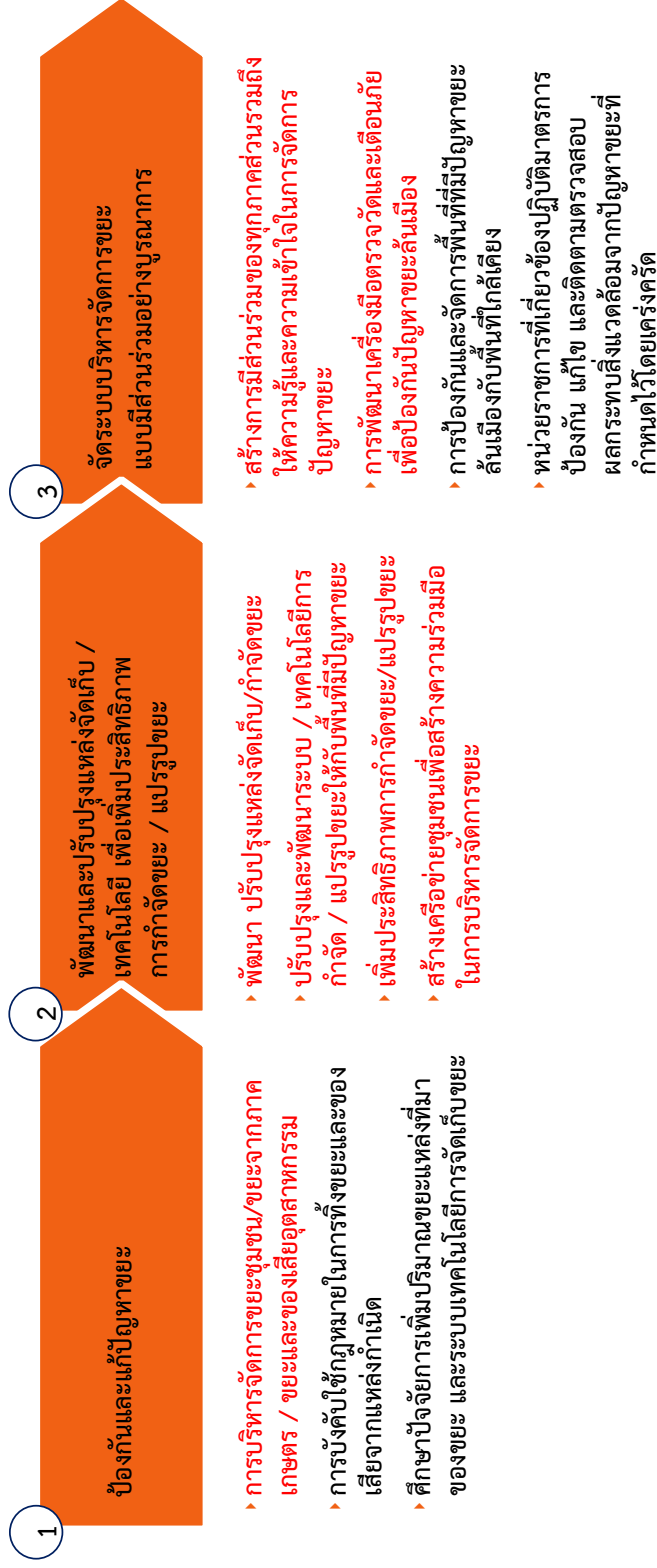 1
ป้องกันและแก้ปัญหาขยะ
การบริหารจัดการขยะชุมชน/ขยะจากภาค
เกษตร / ขยะและของเสียอุตสาหกรรม
การบังคับใช้กฎหมายในการทิ้งขยะและของ
เสียจากแหล่งกำเนิด
ศึกษาปัจจัยการเพิ่มปริมาณขยะแหล่งที่มา
ของขยะ และระบบเทคโนโลยีการจัดเก็บขยะ
2
พัฒนาและปรับปรุงแหล่งจัดเก็บ /
เทคโนโลยี เพื่อเพิ่มประสิทธิภาพ
การกำจัดขยะ / แปรรูปขยะ
พัฒนา ปรับปรุงแหล่งจัดเก็บ/กำจัดขยะ
ปรับปรุงและพัฒนาระบบ / เทคโนโลยีการ
กำจัด / แปรรูปขยะให้กับพื้นที่มีปัญหาขยะ
เพิ่มประสิทธิภาพการกำจัดขยะ/แปรรูปขยะ
สร้างเครือข่ายชุมชนเพื่อสร้างความร่วมมือ
ในการบริหารจัดการขยะ
3
จัดระบบบริหารจัดการขยะ
แบบมีส่วนร่วมอย่างบูรณาการ
สร้างการมีส่วนร่วมของทุกภาคส่วนรวมถึง
ให้ความรู้และความเข้าใจในการจัดการ
ปัญหาขยะ
การพัฒนาเครื่องมือตรวจวัดและเตือนภัย
เพื่อป้องกันปัญหาขยะล้นเมือง
การป้องกันและจัดการพื้นที่ที่มีปัญหาขยะ
ล้นเมืองกับพื้นที่ใกล้เคียง
หน่วยราชการที่เกี่ยวข้องปฏิบัติมาตรการ
ป้องกัน แก้ไข และติดตามตรวจสอบ
ผลกระทบสิ่งแวดล้อมจากปัญหาขยะที่
กำหนดไว้โดยเคร่งครัด